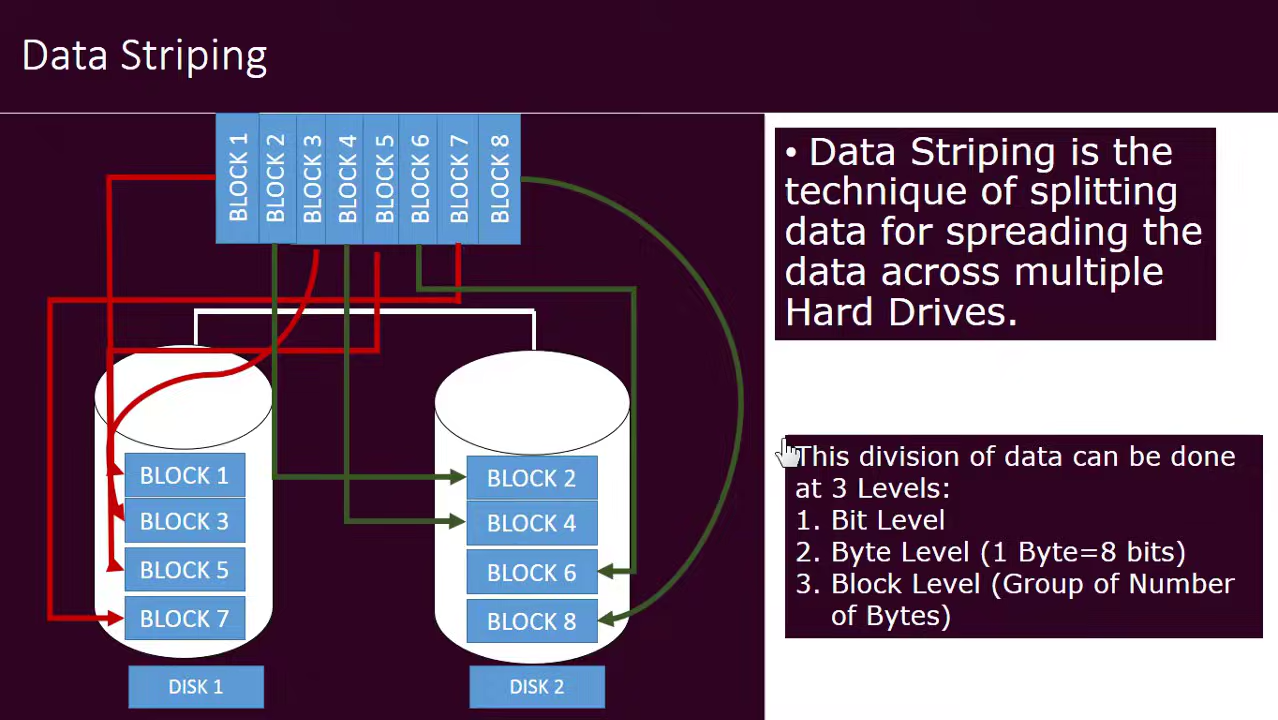 Data Striping
BLOCK 1
BLOCK 2
BLOCK 3
BLOCK 4
BLOCK 5
BLOCK 6
BLOCK 7
BLOCK 8
BLOCK 1
BLOCK 3
BLOCK 5
BLOCK 7
DISK 1
BLOCK 2
BLOCK 4
BLOCK 6
BLOCK 8
DISK 2
• Data Striping is the
technique of splitting
data for spreading the
data across multiple
Hard Drives.
This division of data can be done
at 3 Levels:
1. Bit Level
2. Byte Level (1 Byte=8 bits)
3. Block Level (Group of Number
of Bytes)